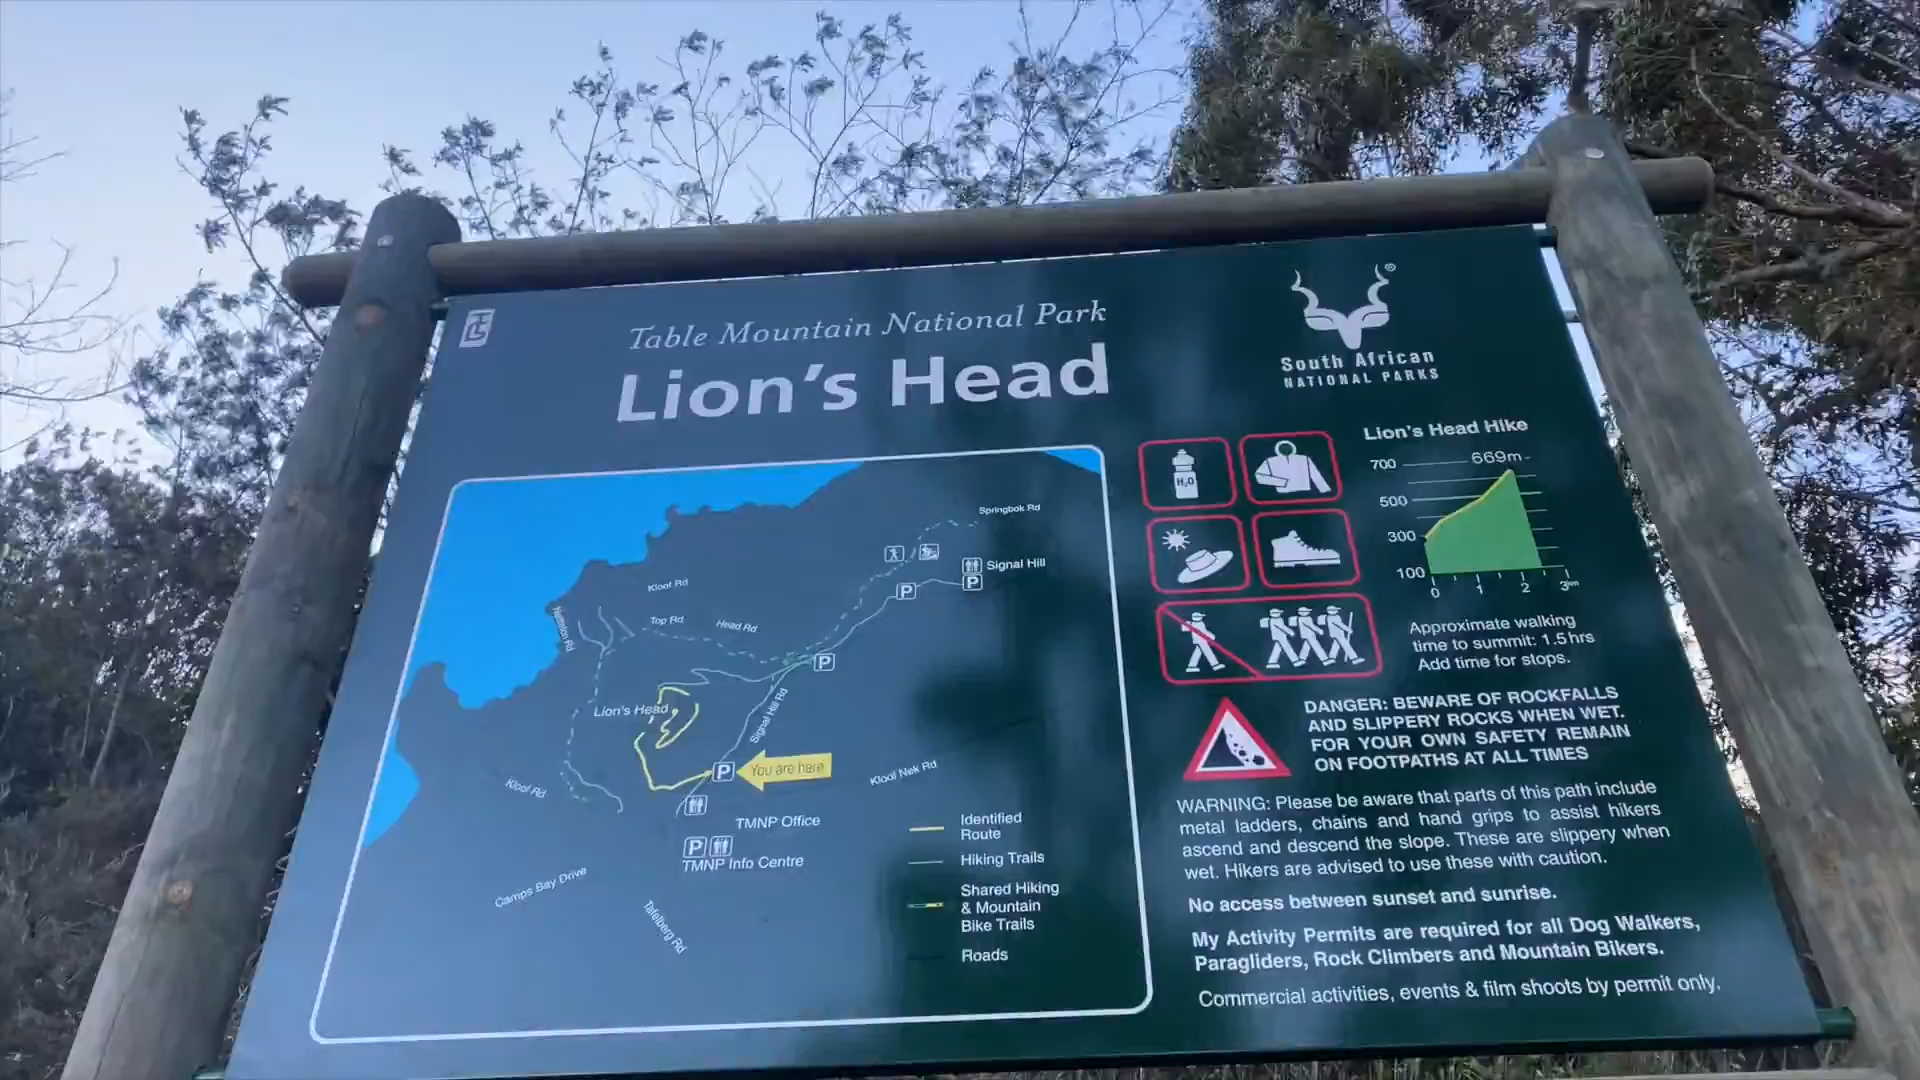 Table Mountain National Park
Lion's Head
®
South African
NATIONAL PARKS
Springbok Rd
Signal Hill
P
P
Kloof Rd
Top Rd
Head Rd
P
Lion's Head
Signal Hill Rd
P
You are here
Kloof Rd
Kloof Nek Rd
TMNP Office
P
TMNP Info Centre
Camps Bay Drive
Tafelberg Rd
Identified
Route
Hiking Trails
Shared Hiking
& Mountain
Bike Trails
Roads
H₂O
Lion's Head Hike
700
669m
500
300
100
0
1
2
3km
Approximate walking
time to summit: 1.5hrs
Add time for stops.
DANGER: BEWARE OF ROCKFALLS
AND SLIPPERY ROCKS WHEN WET.
FOR YOUR OWN SAFETY REMAIN
ON FOOTPATHS AT ALL TIMES
WARNING: Please be aware that parts of this path include
metal ladders, chains and hand grips to assist hikers
ascend and descend the slope. These are slippery when
wet. Hikers are advised to use these with caution.
No access between sunset and sunrise.
My Activity Permits are required for all Dog Walkers,
Paragliders, Rock Climbers and Mountain Bikers.
Commercial activities, events & film shoots by permit only.